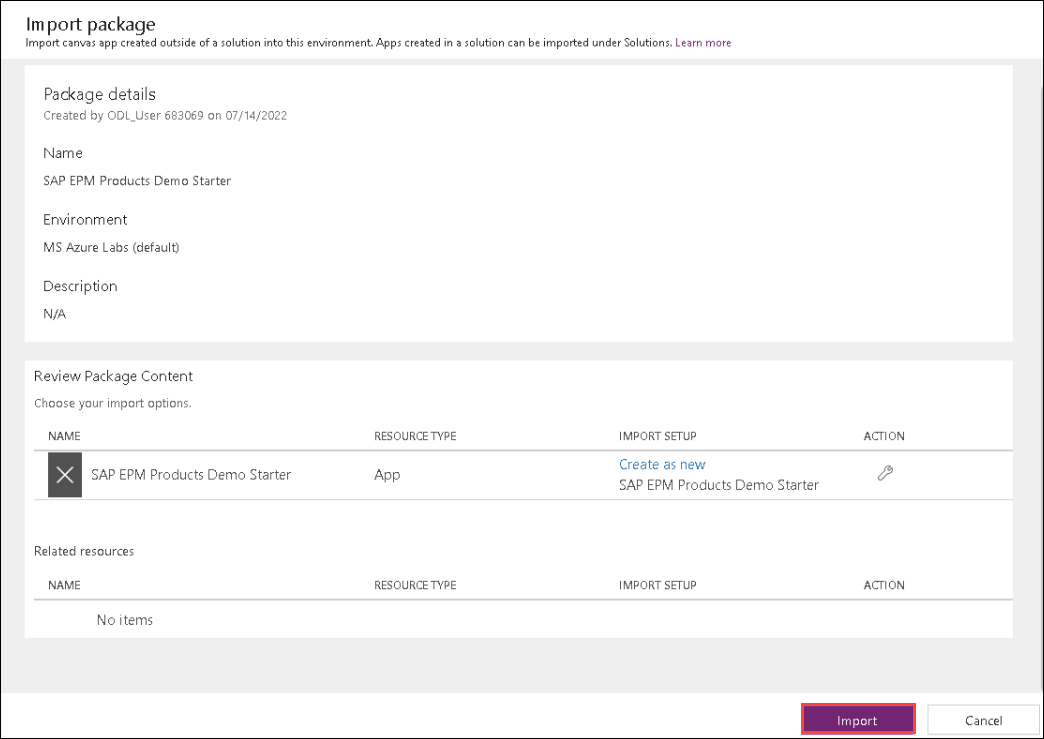 Import package
Import canvas app created outside of a solution into this environment. Apps created in a solution can be imported under Solutions. Learn more
Package details
Created by ODL_User 683069 on 07/14/2022
Name
SAP EPM Products Demo Starter
Environment
MS Azure Labs (default)
Description
N/A
Review Package Content
Choose your import options.
NAME RESOURCE TYPE IMPORT SETUP ACTION
SAP EPM Products Demo Starter App Create as new
SAP EPM Products Demo Starter
Related resources
NAME RESOURCE TYPE IMPORT SETUP ACTION
No items
Import Cancel